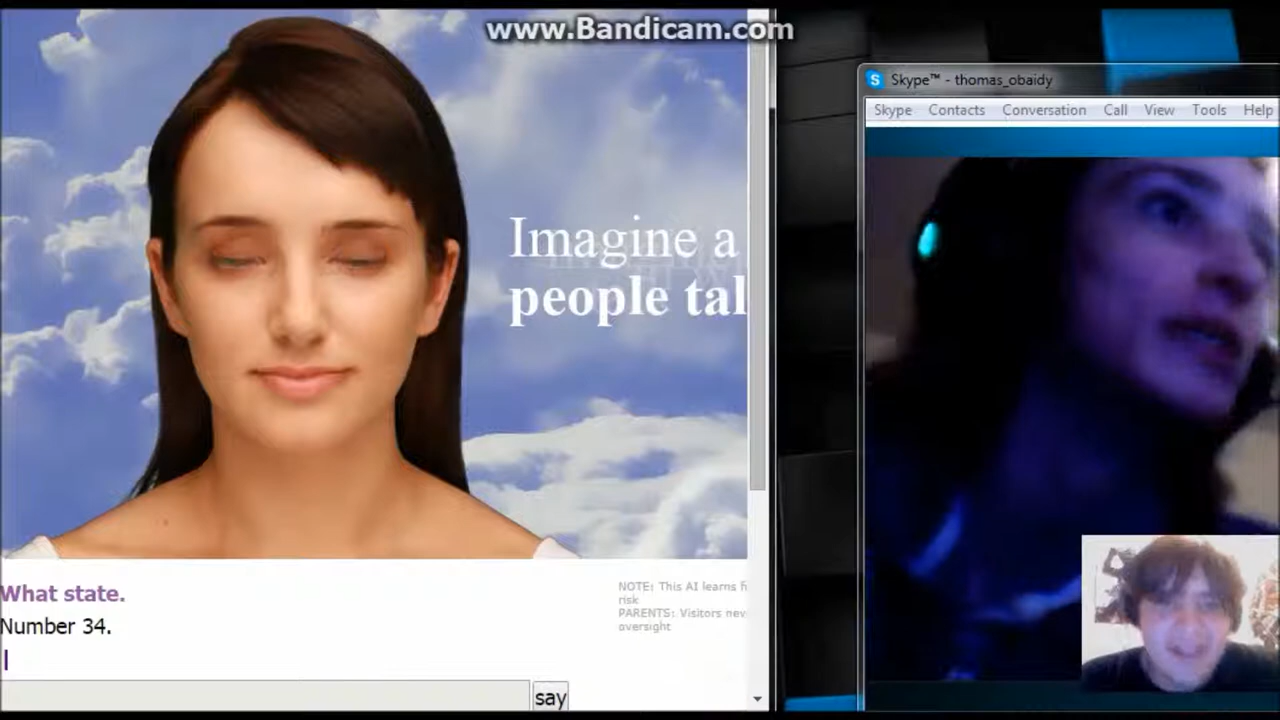 www.Bandicam.com
Imagine a
people tal
What state.
Number 34.
NOTE: This AI learns f
risk
PARENTS: Visitors nev
oversight
say
Skype™ - thomas_obaidy
Skype Contacts Conversation Call View Tools Help